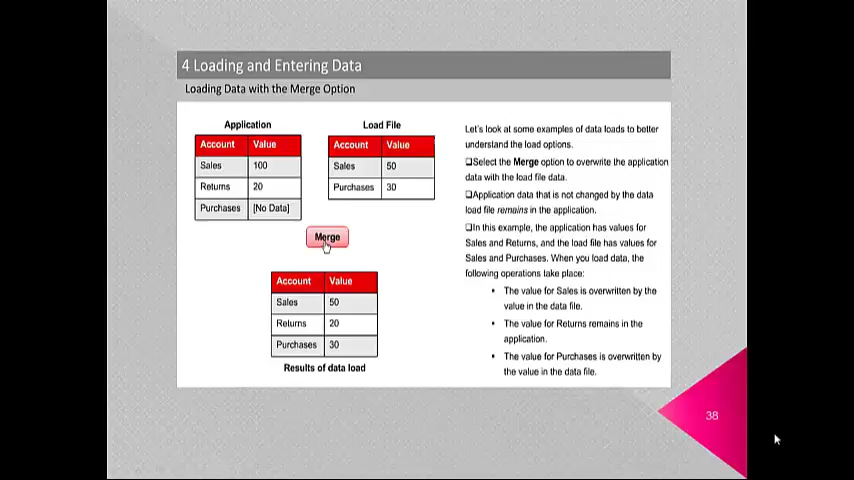 4 Loading and Entering Data
Loading Data with the Merge Option
Application
Account Value
Sales 100
Returns 20
Purchases [No Data]
Load File
Account Value
Sales 50
Purchases 30
Merge
Account Value
Sales 50
Returns 20
Purchases 30
Results of data load
Let's look at some examples of data loads to better
understand the load options.
❑Select the Merge option to overwrite the application
data with the load file data.
❑Application data that is not changed by the data
load file remains in the application.
❑In this example, the application has values for
Sales and Returns, and the load file has values for
Sales and Purchases. When you load data, the
following operations take place:
• The value for Sales is overwritten by the
value in the data file.
• The value for Returns remains in the
application.
• The value for Purchases is overwritten by
the value in the data file.
38